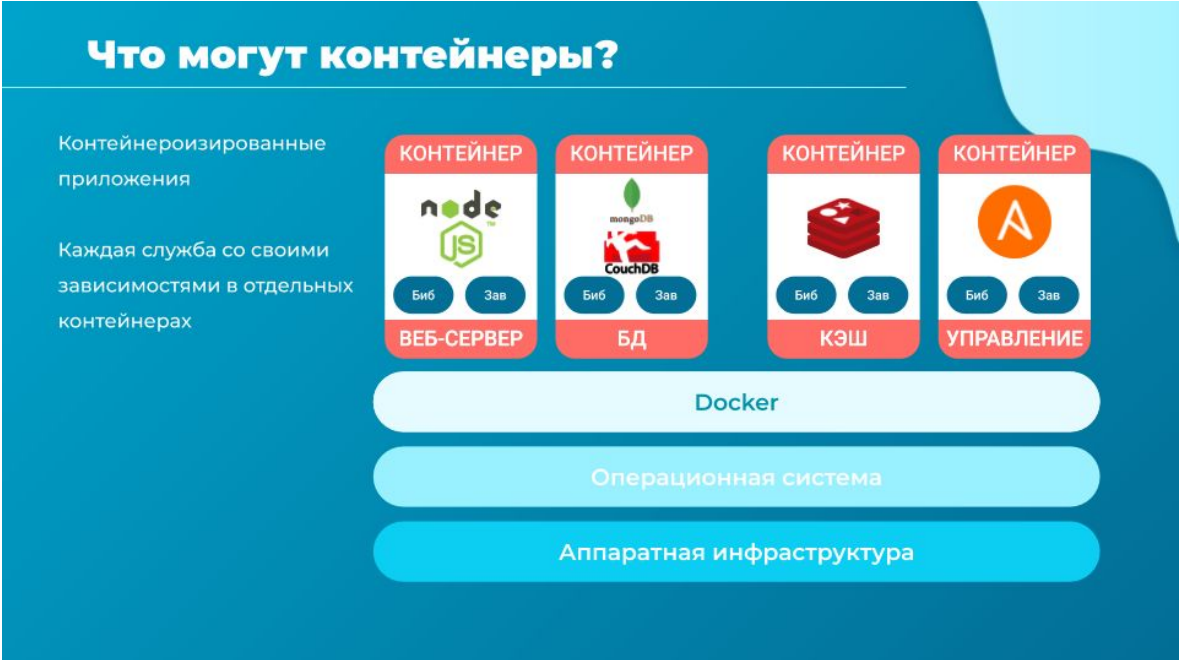 Что могут контейнеры?
Контейнероизированные
приложения
Каждая служба со своими
зависимостями в отдельных
контейнерах
КОНТЕЙНЕР
node
JS
Биб Зав
ВЕБ-СЕРВЕР
КОНТЕЙНЕР
mongoDB
CouchDB
Биб Зав
БД
КОНТЕЙНЕР
Биб Зав
КЭШ
КОНТЕЙНЕР
Биб Зав
УПРАВЛЕНИЕ
Docker
Операционная система
Аппаратная инфраструктура